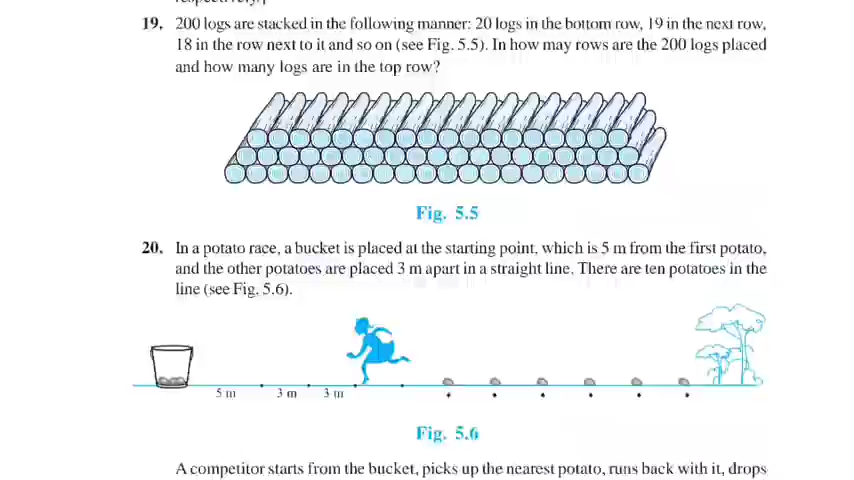 19. 200 logs are stacked in the following manner: 20 logs in the bottom row, 19 in the next row,
18 in the row next to it and so on (see Fig. 5.5). In how may rows are the 200 logs placed
and how many logs are in the top row?
Fig. 5.5
20. In a potato race, a bucket is placed at the starting point, which is 5 m from the first potato,
and the other potatoes are placed 3 m apart in a straight line. There are ten potatoes in the
line (see Fig. 5.6).
5 m 3 m 3 m
Fig. 5.6
A competitor starts from the bucket, picks up the nearest potato, runs back with it, drops